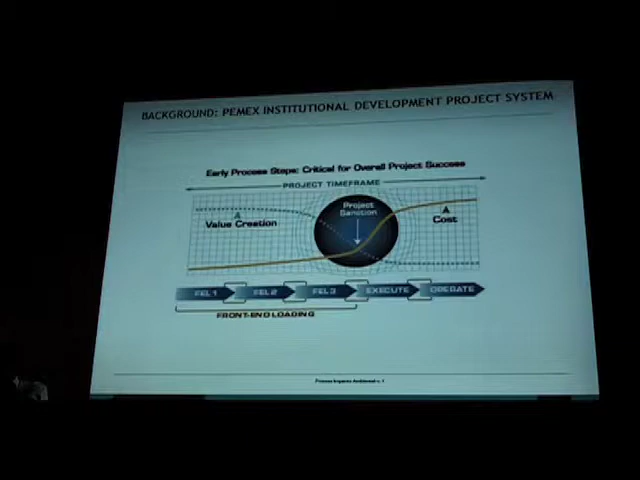 BACKGROUND: PEMEX INSTITUTIONAL DEVELOPMENT PROJECT SYSTEM
Early Process Steps: Critical for Overall Project Success
PROJECT TIMEFRAME
Project
Sanction
Value Creation
Cost
FEL 1 FEL 2 FEL 3 EXECUTE OPERATE
FRONT-END LOADING